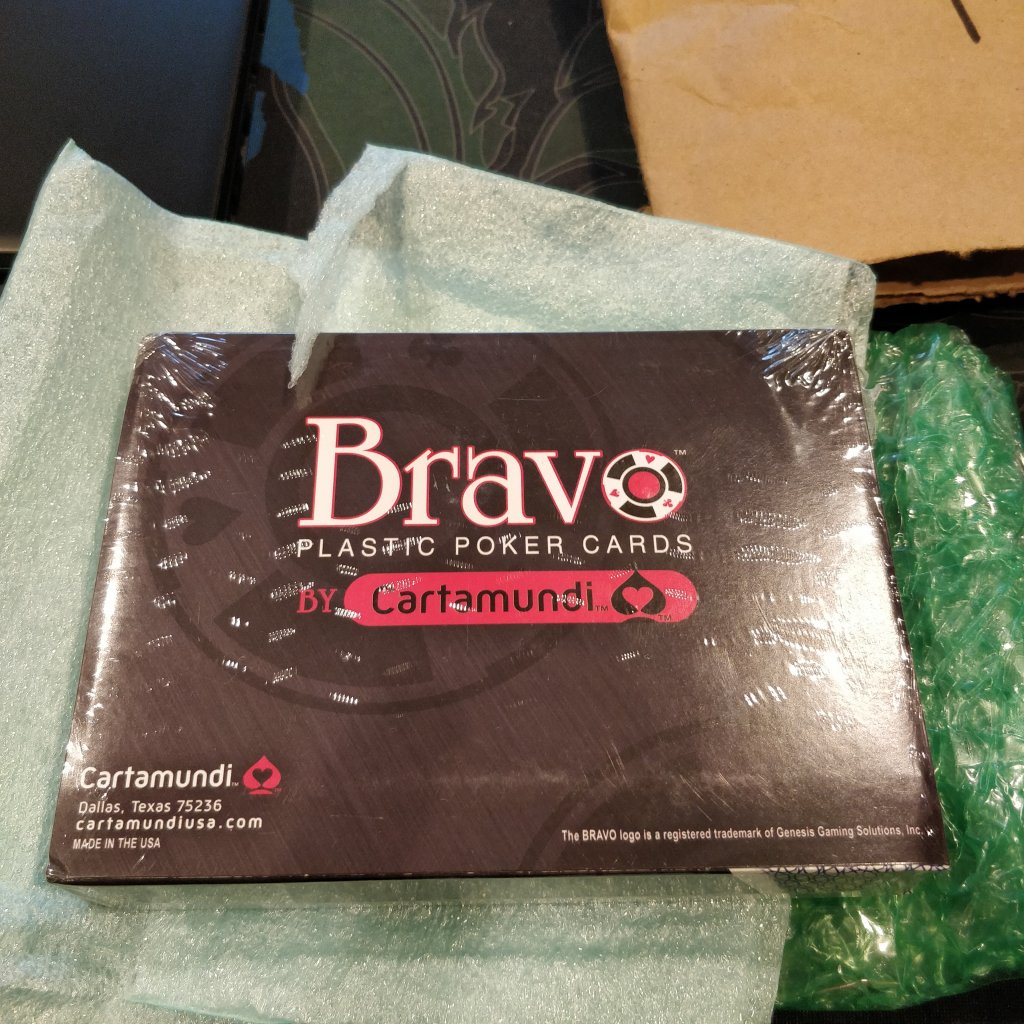 Bravo™
PLASTIC POKER CARDS
BY Cartamundi™
Cartamundi™
Dallas, Texas 75236
cartamundiusa.com
MADE IN THE USA
The BRAVO logo is a registered trademark of Genesis Gaming Solutions, Inc.